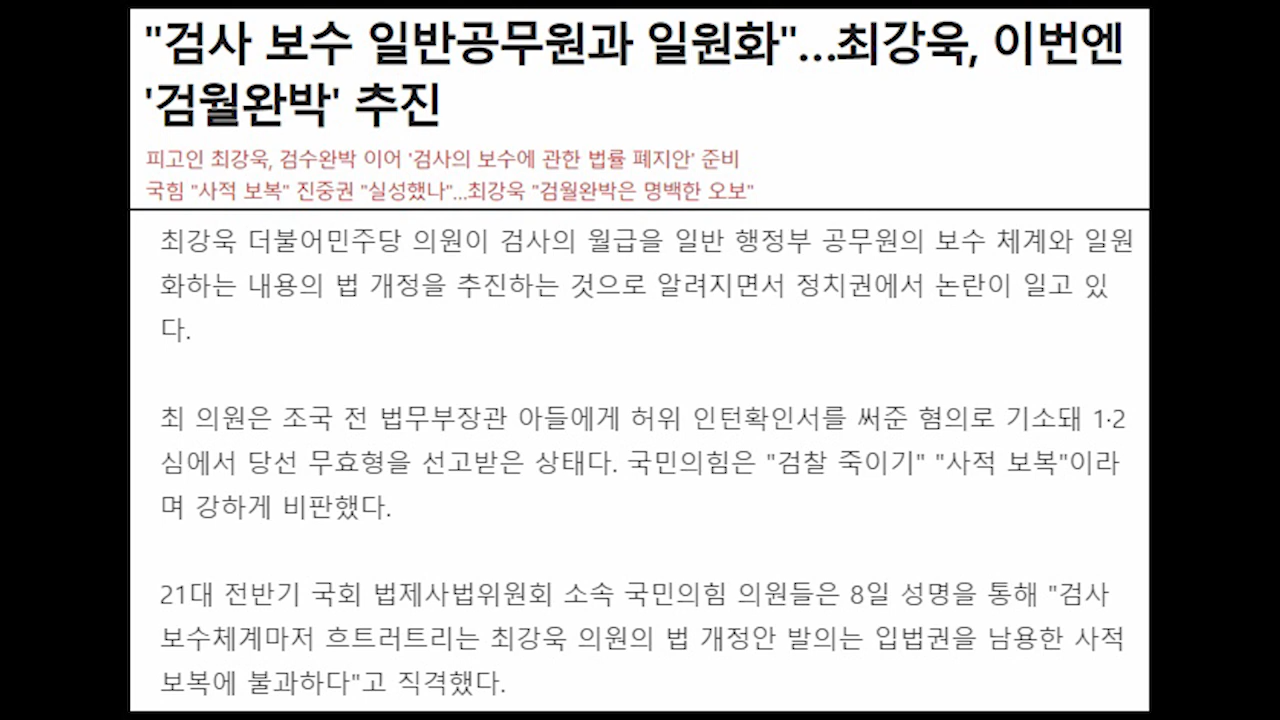 "검사 보수 일반공무원과 일원화"...최강욱, 이번엔
'검월완박' 추진
피고인 최강욱, 검수완박 이어 '검사의 보수에 관한 법률 폐지안' 준비
국힘 "사적 보복" 진중권 "실성했나"...최강욱 "검월완박은 명백한 오보"
최강욱 더불어민주당 의원이 검사의 월급을 일반 행정부 공무원의 보수 체계와 일원
화하는 내용의 법 개정을 추진하는 것으로 알려지면서 정치권에서 논란이 일고 있
다.
최 의원은 조국 전 법무부장관 아들에게 허위 인턴확인서를 써준 혐의로 기소돼 1·2
심에서 당선 무효형을 선고받은 상태다. 국민의힘은 "검찰 죽이기" "사적 보복"이라
며 강하게 비판했다.
21대 전반기 국회 법제사법위원회 소속 국민의힘 의원들은 8일 성명을 통해 "검사
보수체계마저 흐트러트리는 최강욱 의원의 법 개정안 발의는 입법권을 남용한 사적
보복에 불과하다"고 직격했다.